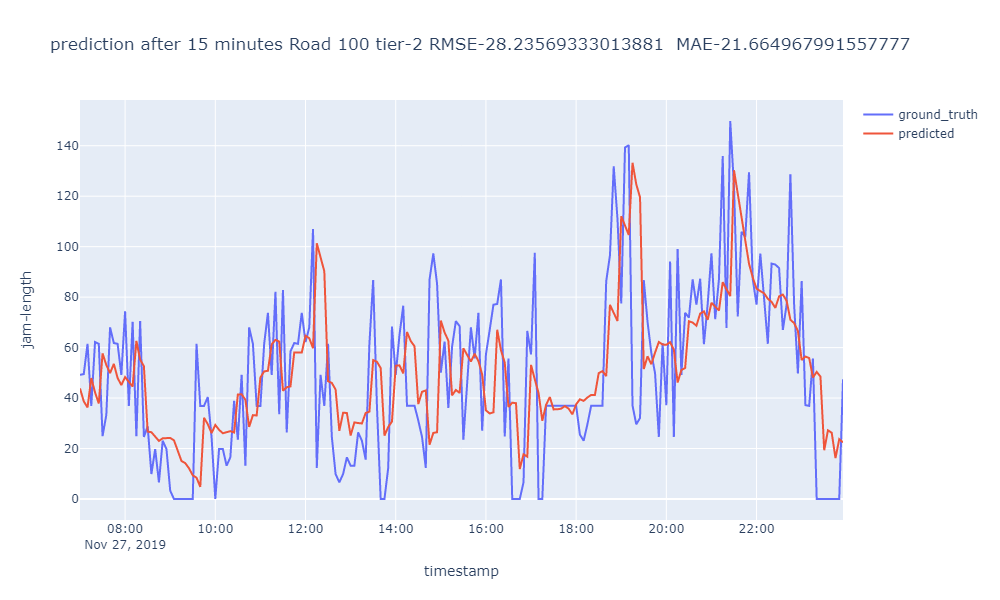 prediction after 15 minutes Road 100 tier-2 RMSE-28.23569333013881  MAE-21.664967991557777
ground_truth
predicted
140
120
100
80
60
40
20
0
jam-length
08:00 10:00 12:00 14:00 16:00 18:00 20:00 22:00
Nov 27, 2019
timestamp